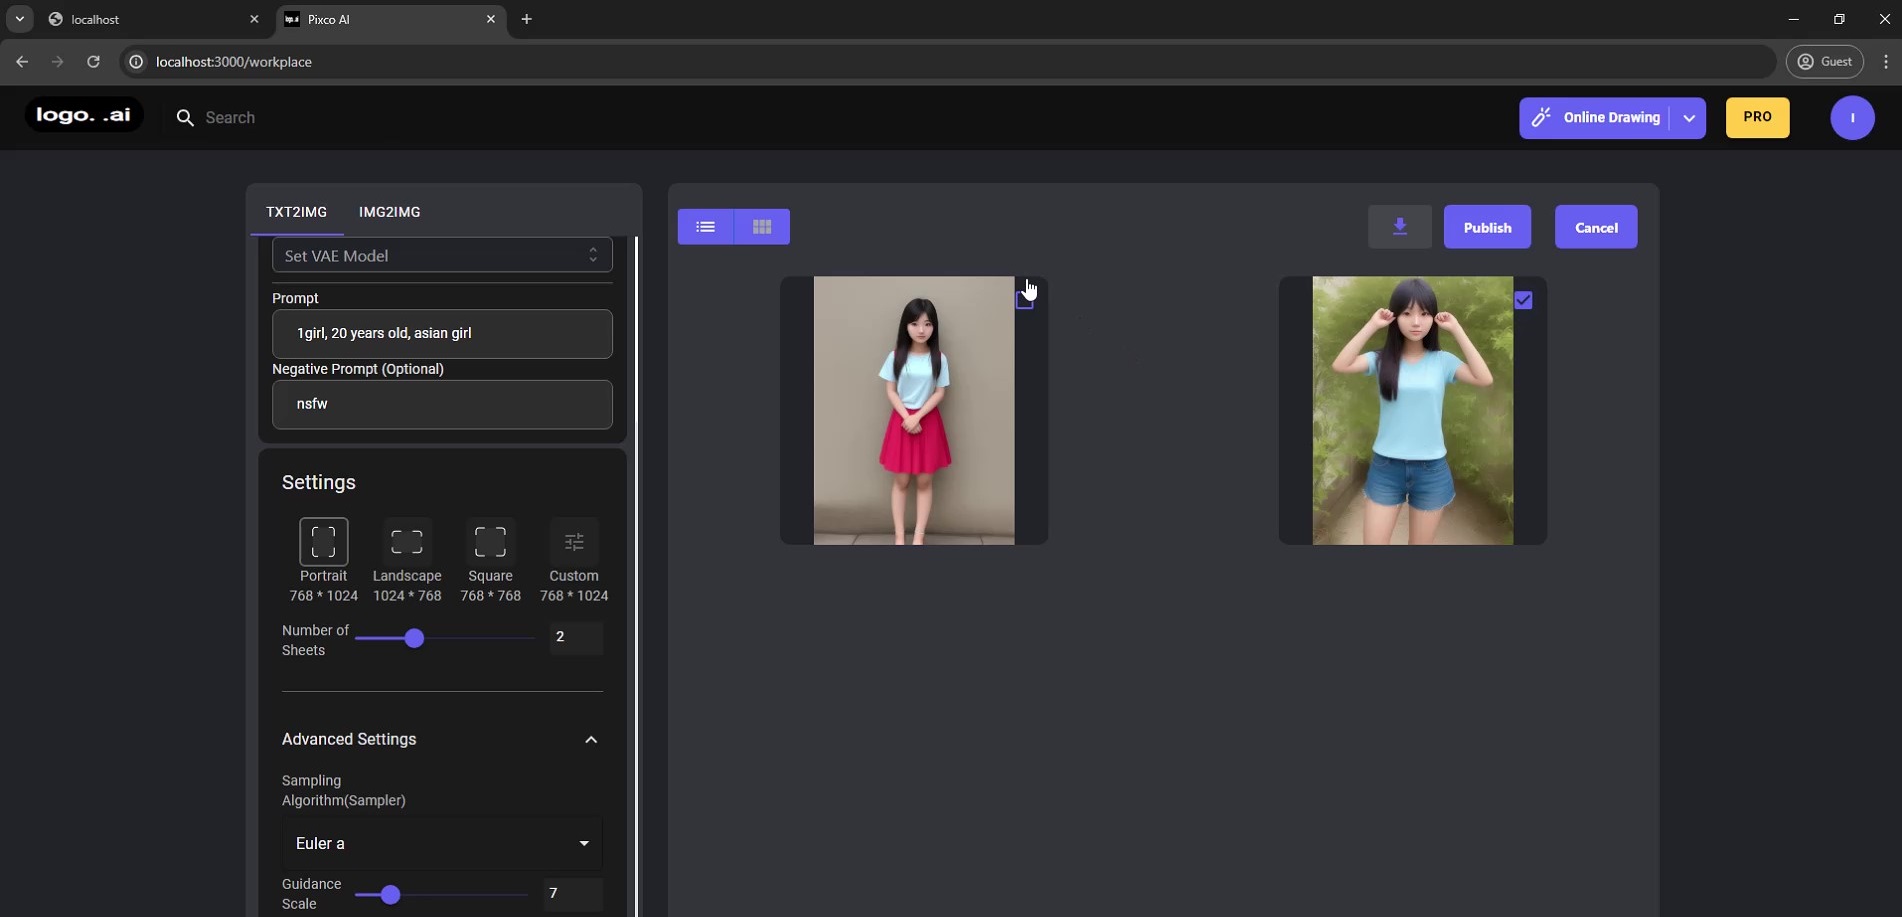 localhost
Pixco AI
localhost:3000/workplace
Guest
logo. .ai
Search
Online Drawing
PRO
I
TXT2IMG IMG2IMG
Publish
Cancel
Set VAE Model
Prompt
1girl, 20 years old, asian girl
Negative Prompt (Optional)
nsfw
Settings
Portrait Landscape Square Custom
768 * 1024 1024 * 768 768 * 768 768 * 1024
Number of
Sheets
2
Advanced Settings
Sampling
Algorithm(Sampler)
Euler a
Guidance
Scale
7